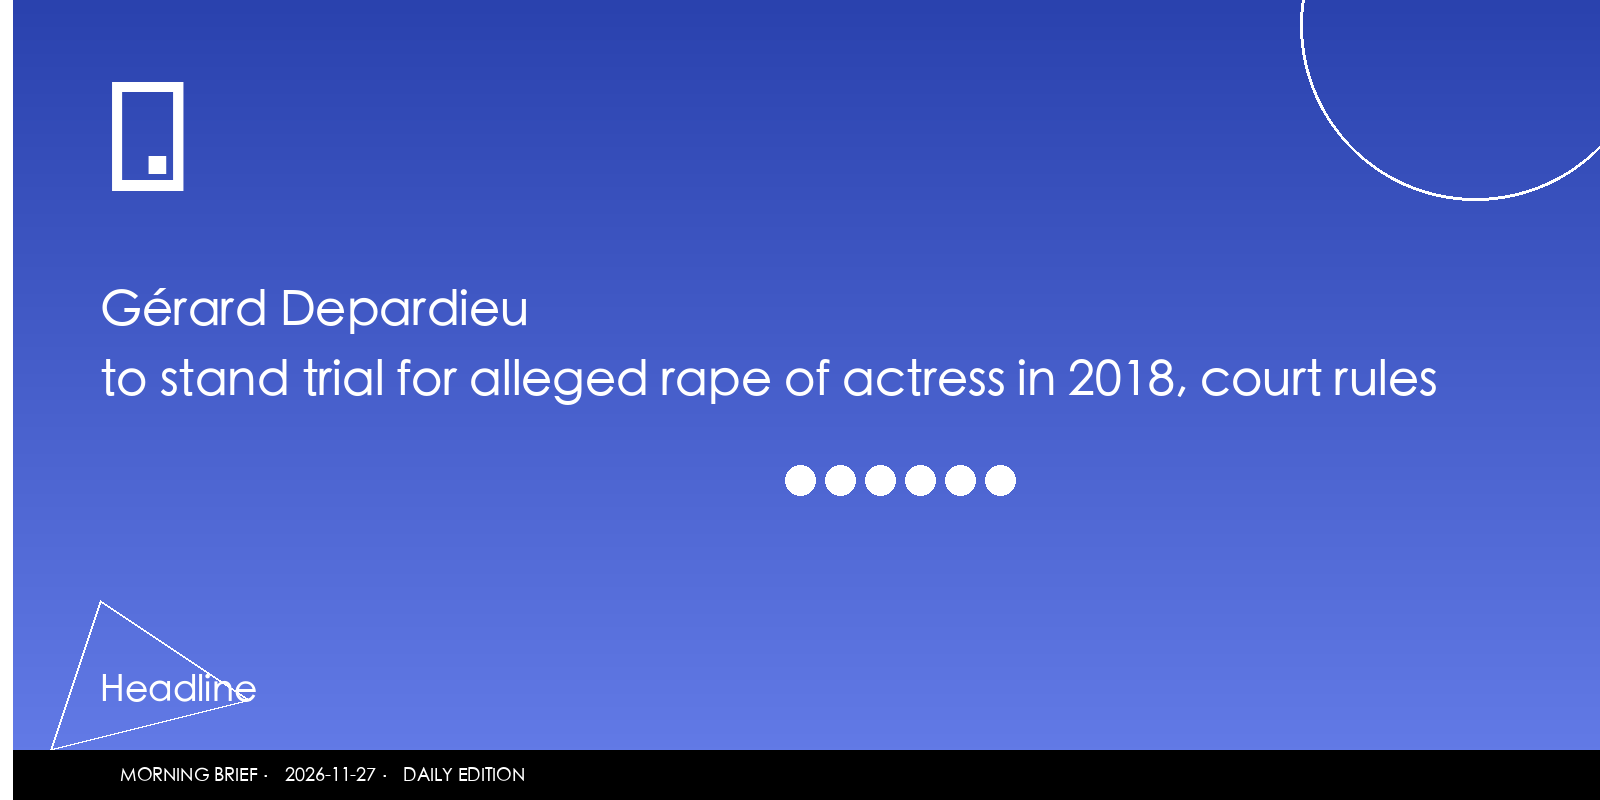 Gérard Depardieu
to stand trial for alleged rape of actress in 2018, court rules
Headline
MORNING BRIEF · 2026-11-27 · DAILY EDITION